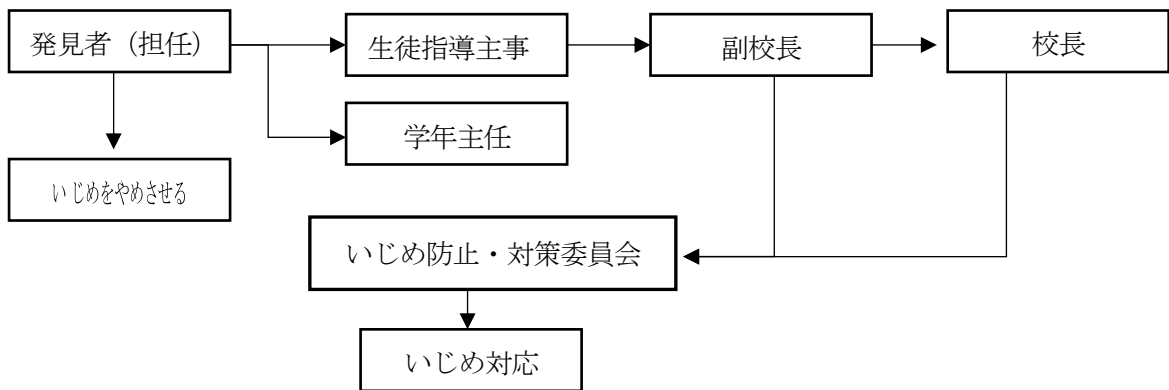 発見者（担任）
生徒指導主事
副校長
校長
学年主任
いじめをやめさせる
いじめ防止・対策委員会
いじめ対応